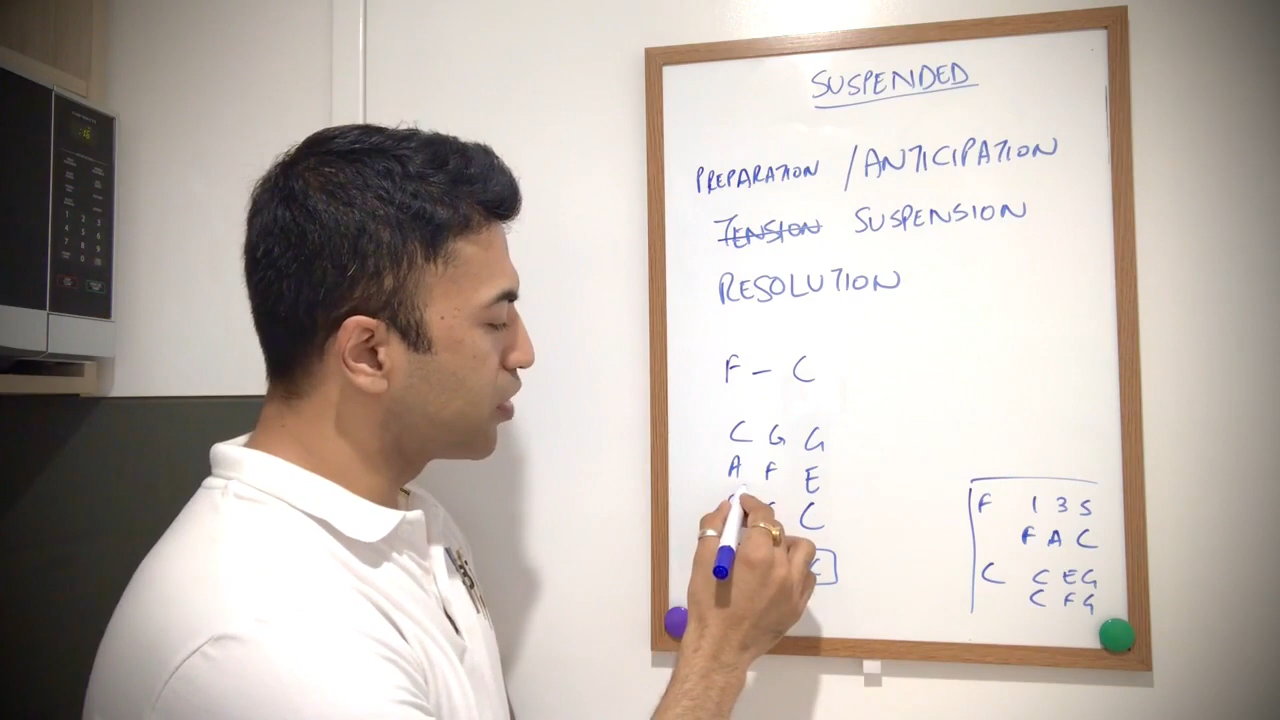 SUSPENDED
PREPARATION / ANTICIPATION
TENSION SUSPENSION
RESOLUTION
F - C
C G G
A F E
C
C
F 1 3 5
F A C
C C E G
C F G